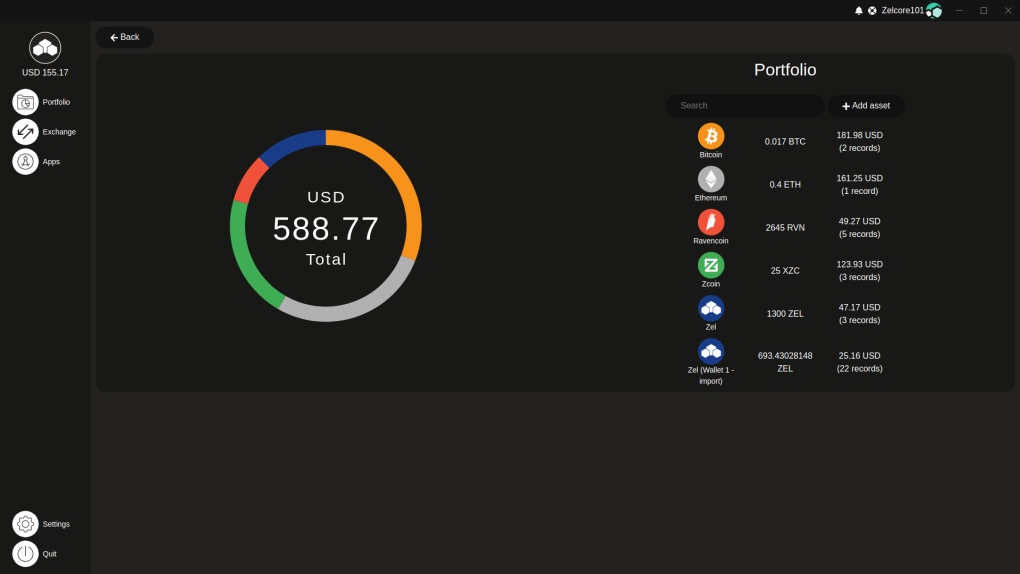 Zelcore101
USD 155.17
Portfolio
Exchange
Apps
Settings
Quit
Back
USD
588.77
Total
Portfolio
Search
Add asset
Bitcoin
0.017 BTC
181.98 USD
(2 records)
Ethereum
0.4 ETH
161.25 USD
(1 record)
Ravencoin
2645 RVN
49.27 USD
(5 records)
Zcoin
25 XZC
123.93 USD
(3 records)
Zel
1300 ZEL
47.17 USD
(3 records)
Zel (Wallet 1 -
import)
693.43028148
ZEL
25.16 USD
(22 records)